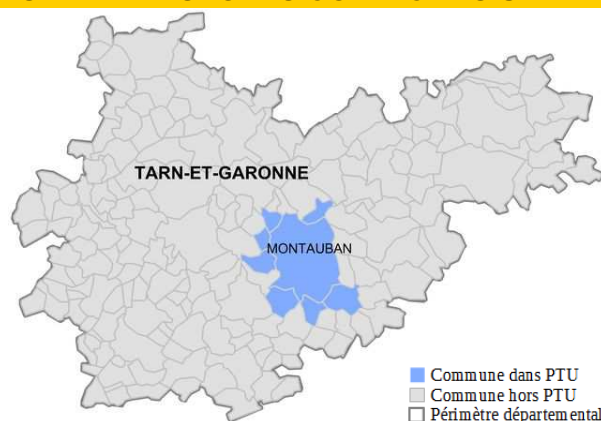 TARN-ET-GARONNE
MONTAUBAN
Commune dans PTU
Commune hors PTU
Périmètre départemental